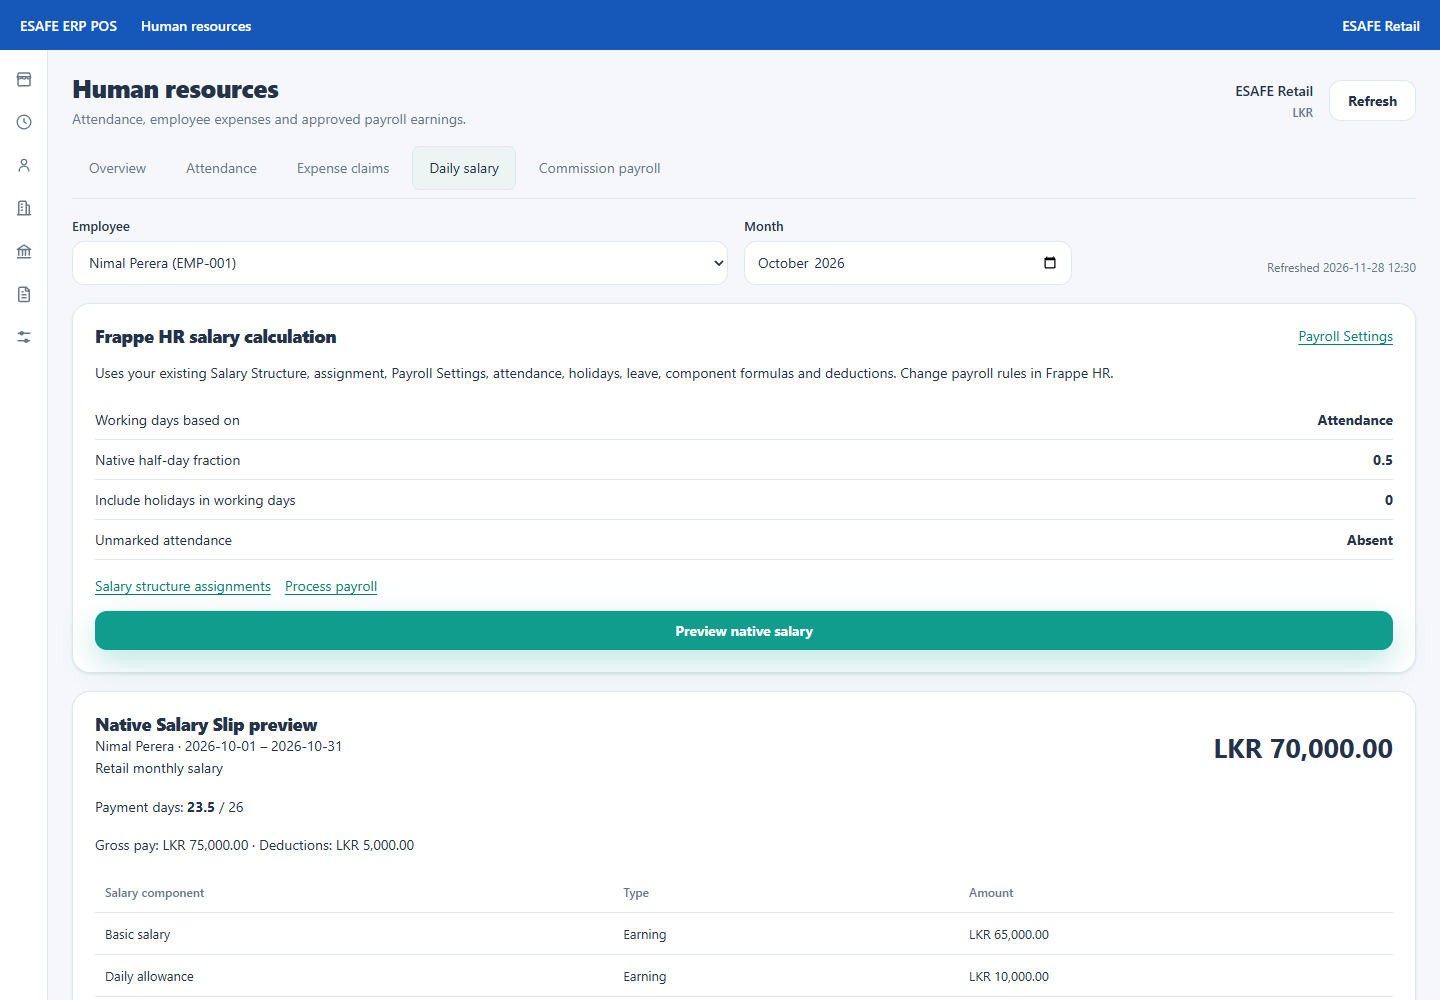 ESAFE ERP POS Human resources ESAFE Retail
Human resources
Attendance, employee expenses and approved payroll earnings.
ESAFE Retail
LKR
Refresh
Overview Attendance Expense claims Daily salary Commission payroll
Employee Month
Nimal Perera (EMP-001) October 2026
Refreshed 2026-11-28 12:30
Frappe HR salary calculation Payroll Settings
Uses your existing Salary Structure, assignment, Payroll Settings, attendance, holidays, leave, component formulas and deductions. Change payroll rules in Frappe HR.
Working days based on Attendance
Native half-day fraction 0.5
Include holidays in working days 0
Unmarked attendance Absent
Salary structure assignments Process payroll
Preview native salary
Native Salary Slip preview
Nimal Perera · 2026-10-01 – 2026-10-31
Retail monthly salary
LKR 70,000.00
Payment days: 23.5 / 26
Gross pay: LKR 75,000.00 · Deductions: LKR 5,000.00
Salary component Type Amount
Basic salary Earning LKR 65,000.00
Daily allowance Earning LKR 10,000.00